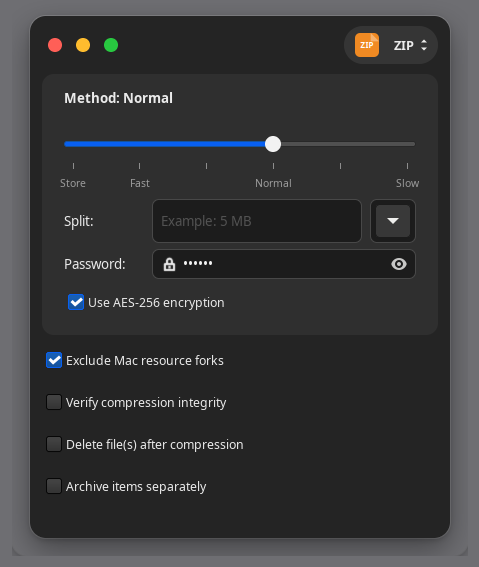 ZIP ZIP
Method: Normal
Store Fast Normal Slow
Split: Example: 5 MB
Password: ••••••
Use AES-256 encryption
Exclude Mac resource forks
Verify compression integrity
Delete file(s) after compression
Archive items separately